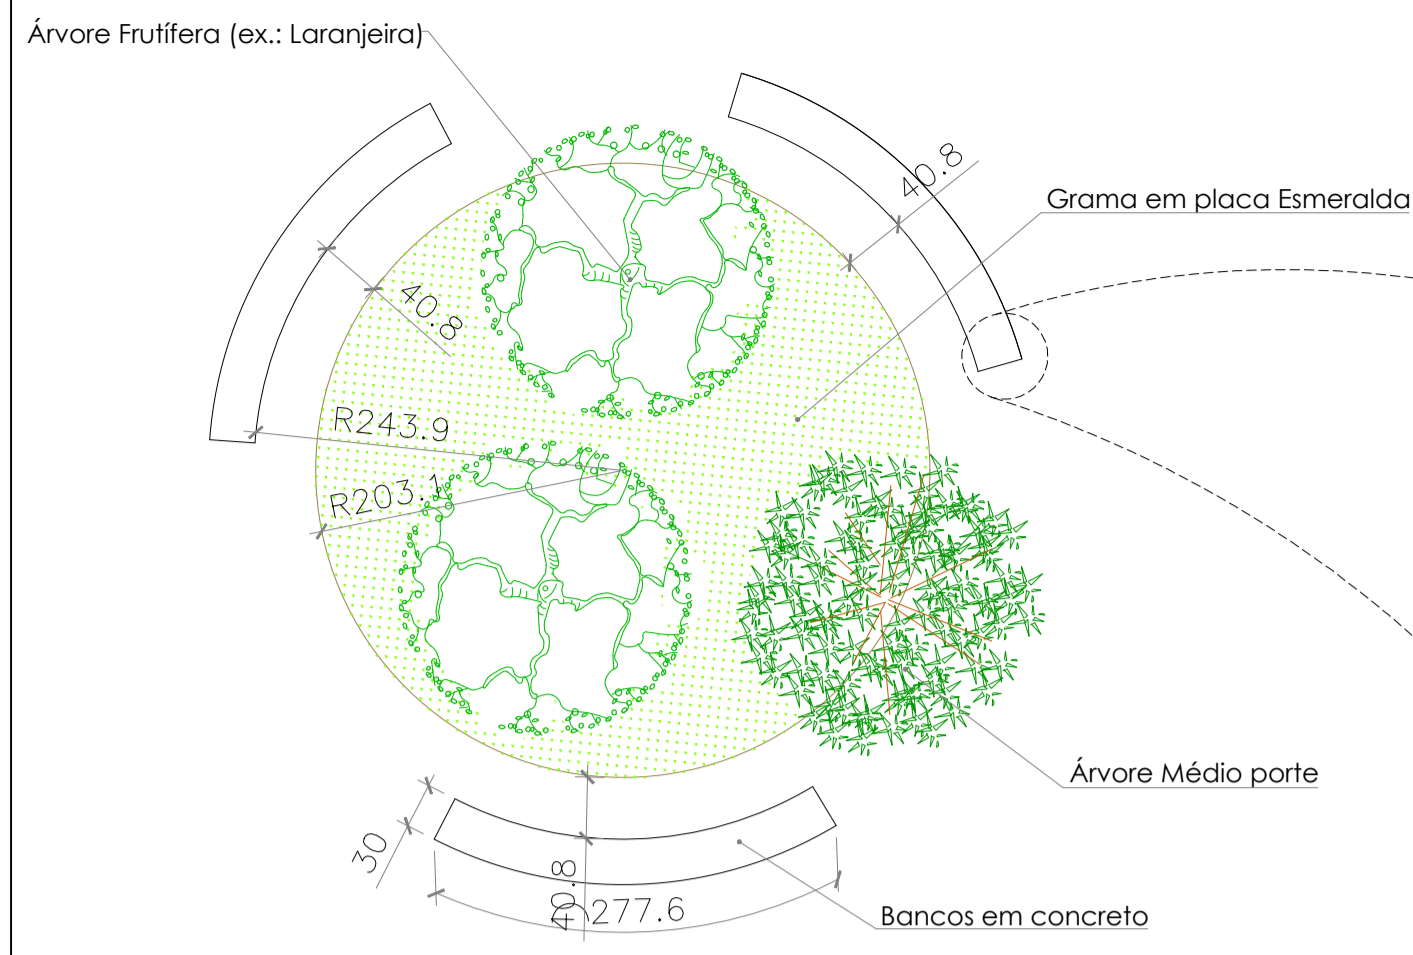 Árvore Frutífera (ex.: Laranjeira)
40.8
Grama em placa Esmeralda
40.8
R243.9
R203.1
Árvore Médio porte
30
40.8
277.6
Bancos em concreto